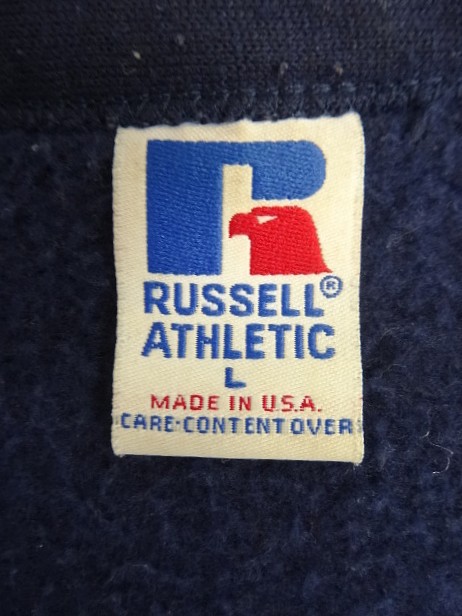 RUSSELL®
ATHLETIC
L
MADE IN U.S.A.
CARE·CONTENT OVER